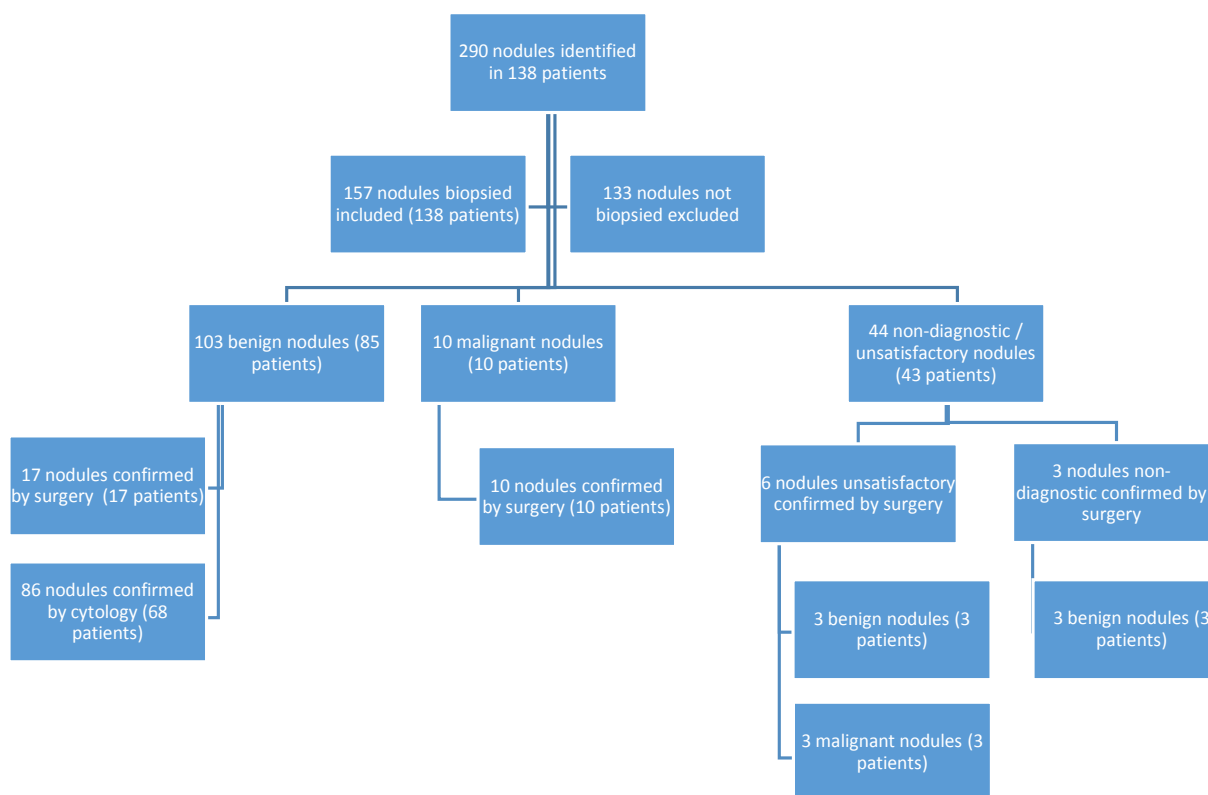 290 nodules identified
in 138 patients
157 nodules biopsied
included (138 patients)
133 nodules not
biopsied excluded
103 benign nodules (85
patients)
10 malignant nodules
(10 patients)
44 non-diagnostic /
unsatisfactory nodules
(43 patients)
17 nodules confirmed
by surgery (17 patients)
10 nodules confirmed
by surgery (10 patients)
6 nodules unsatisfactory
confirmed by surgery
3 nodules non-
diagnostic confirmed by
surgery
86 nodules confirmed
by cytology (68
patients)
3 benign nodules (3
patients)
3 benign nodules (3
patients)
3 malignant nodules (3
patients)